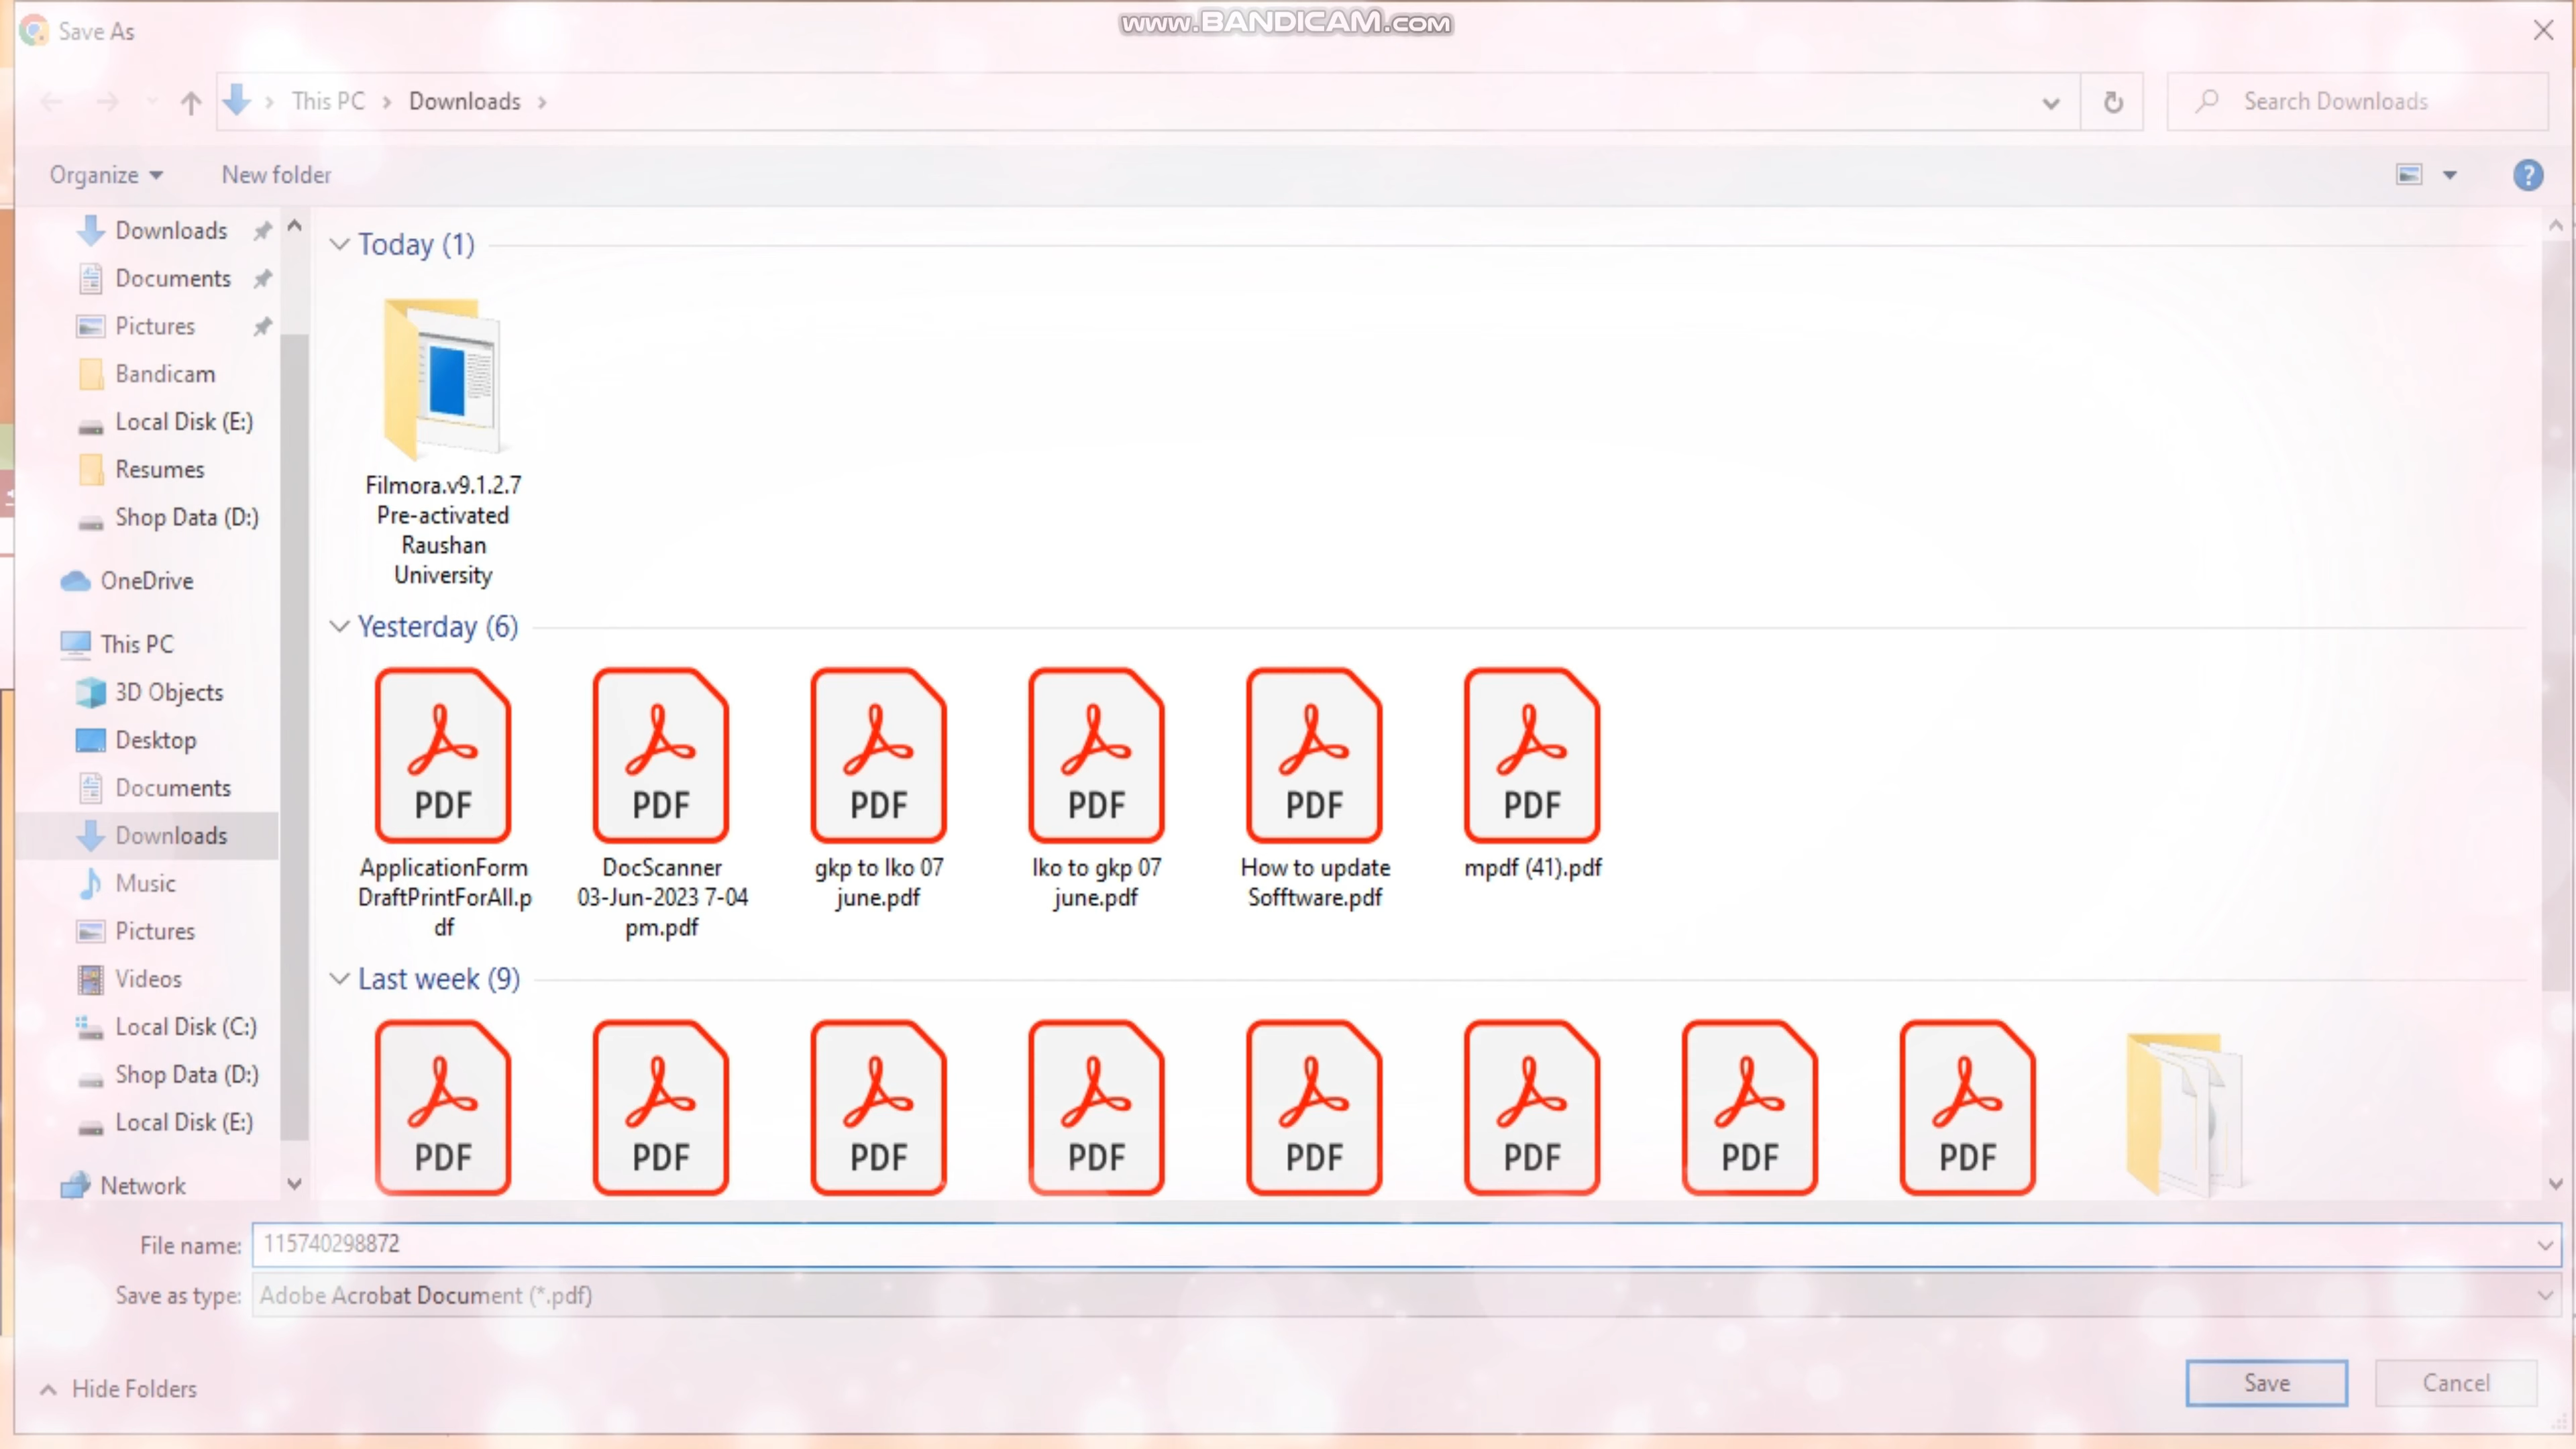 Save As
www.BANDICAM.com
This PC
Downloads
Search Downloads
Organize
New folder
Downloads
Documents
Pictures
Bandicam
Local Disk (E:)
Resumes
Shop Data (D:)
OneDrive
This PC
3D Objects
Desktop
Documents
Downloads
Music
Pictures
Videos
Local Disk (C:)
Shop Data (D:)
Local Disk (E:)
Network
Today (1)
Filmora.v9.1.2.7
Pre-activated
Raushan
University
Yesterday (6)
PDF PDF PDF PDF PDF PDF
ApplicationForm
DraftPrintForAll.p
df
DocScanner
03-Jun-2023 7-04
pm.pdf
gkp to lko 07
june.pdf
lko to gkp 07
june.pdf
How to update
Sofftware.pdf
mpdf (41).pdf
Last week (9)
PDF PDF PDF PDF PDF PDF PDF PDF
File name: 115740298872
Save as type: Adobe Acrobat Document (*.pdf)
Hide Folders
Save
Cancel